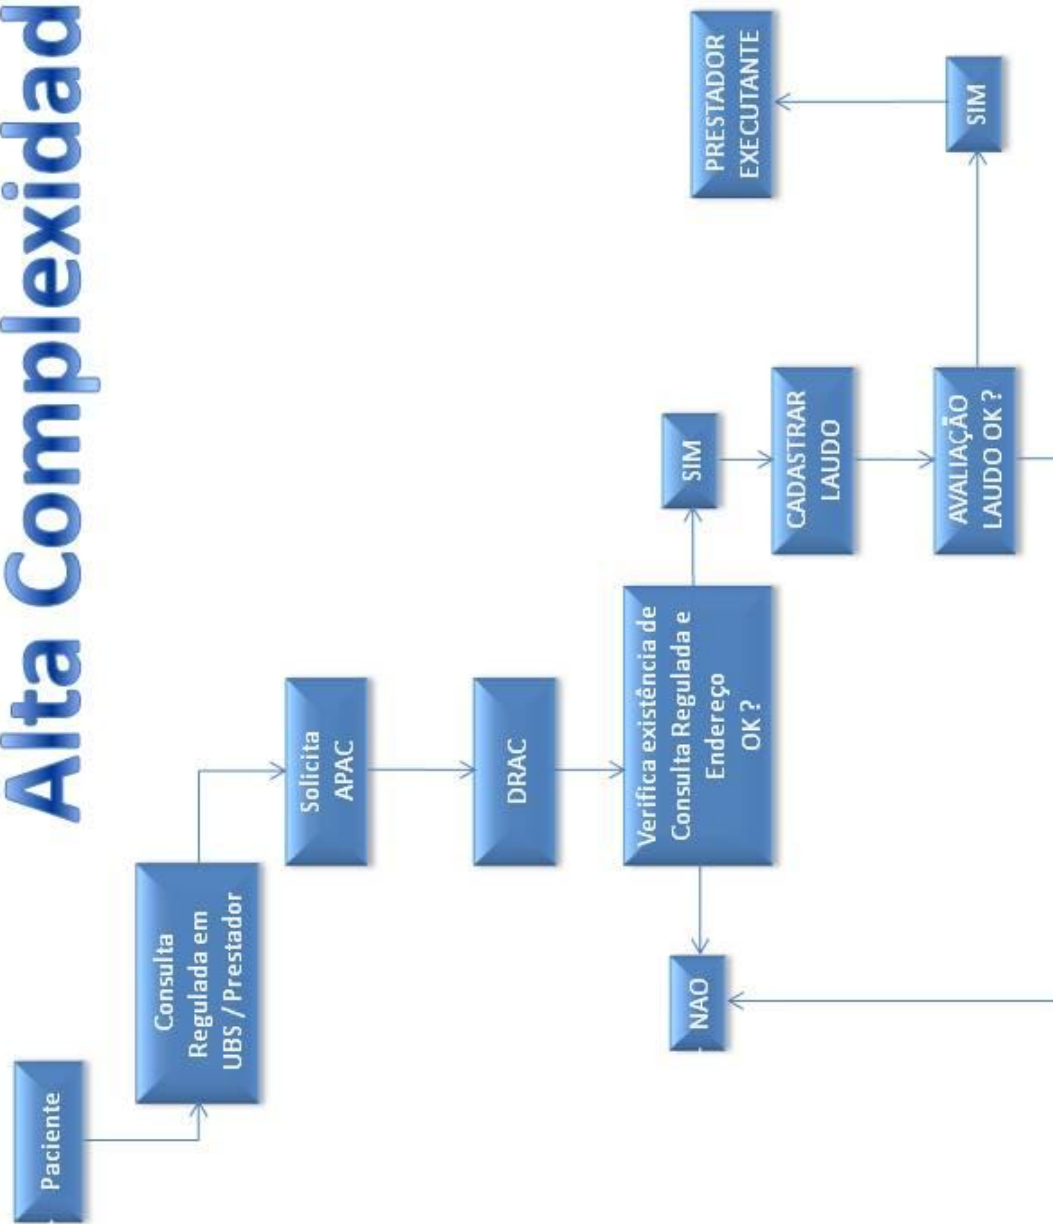 Alta Complexidad
Paciente
Consulta
Regulada em
UBS / Prestador
Solicita
APAC
DRAC
Verifica existência de
Consulta Regulada e
Endereço
OK ?
NAO
SIM
CADASTRAR
LAUDO
AVALIAÇÃO
LAUDO OK ?
SIM
PRESTADOR
EXECUTANTE